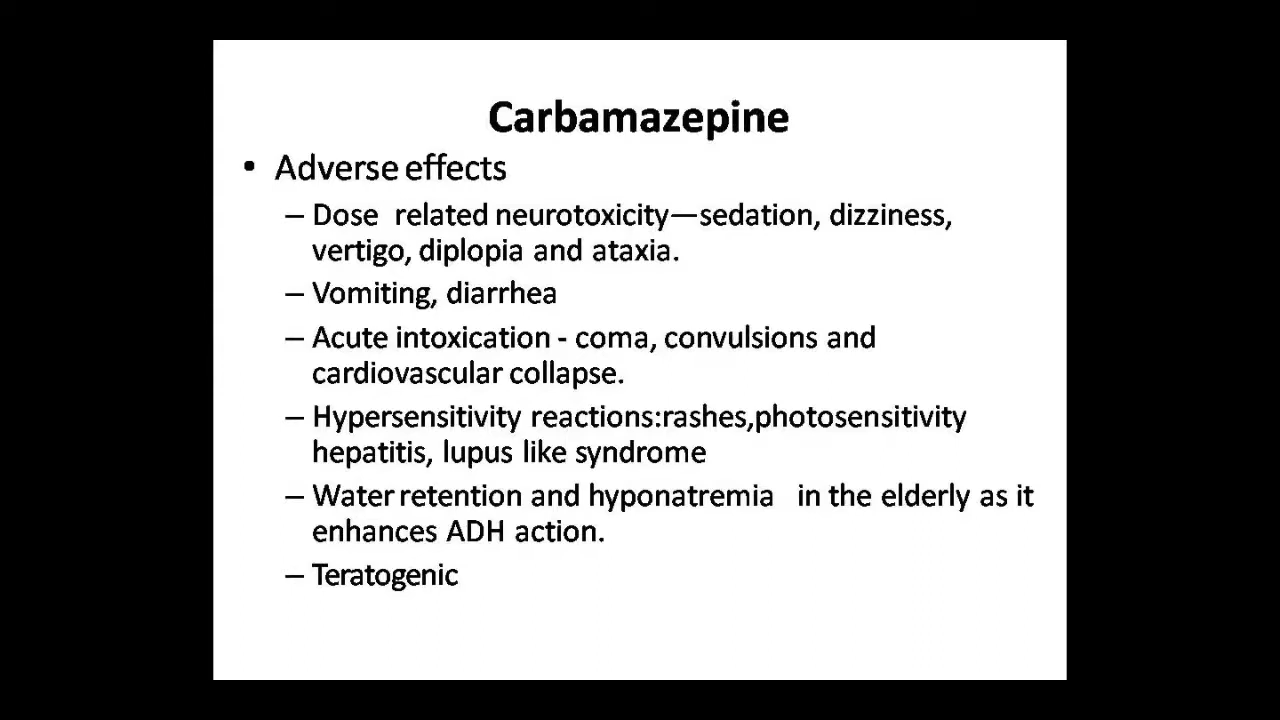 Carbamazepine
• Adverse effects
– Dose related neurotoxicity—sedation, dizziness,
vertigo, diplopia and ataxia.
– Vomiting, diarrhea
– Acute intoxication - coma, convulsions and
cardiovascular collapse.
– Hypersensitivity reactions:rashes,photosensitivity
hepatitis, lupus like syndrome
– Water retention and hyponatremia in the elderly as it
enhances ADH action.
– Teratogenic